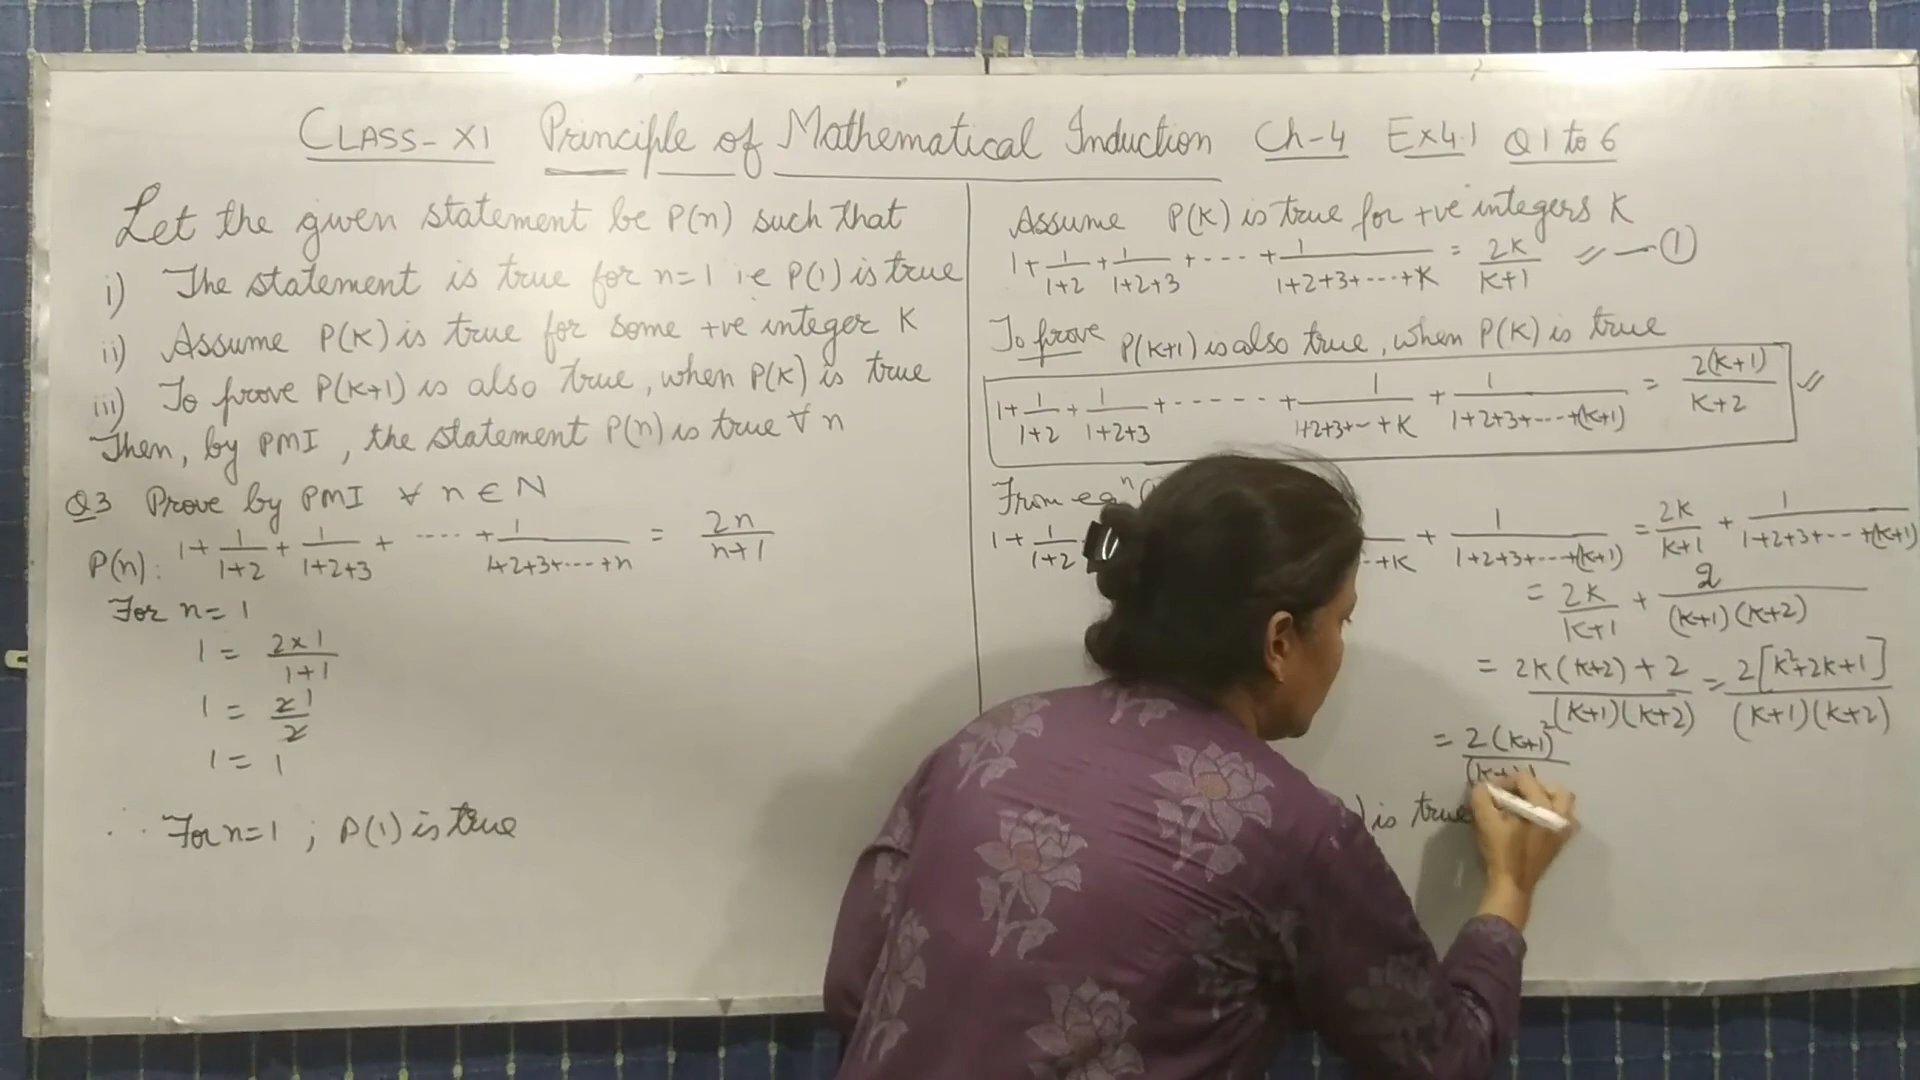 CLASS-XI Principle of Mathematical Induction Ch-4 Ex4.1 Q1 to 6
Let the given statement be P(n) such that
i) The statement is true for n=1 ie P(1) is true
ii) Assume P(K) is true for some +ve integer K
iii) To prove P(K+1) is also true, when P(K) is true
Then, by PMI, the statement P(n) is true ∀ n
Q3 Prove by PMI ∀ n ∈ N
P(n): 1 + 1/(1+2) + 1/(1+2+3) + ---- + 1/(1+2+3+----+n) = 2n/(n+1)
For n=1
1 = (2×1)/(1+1)
1 = 21/2
1 = 1
∴ For n=1 ; P(1) is true
Assume P(K) is true for +ve integers K
1 + 1/(1+2) + 1/(1+2+3) + ---- + 1/(1+2+3+----+K) = 2K/(K+1) — ①
To prove P(K+1) is also true, when P(K) is true
1 + 1/(1+2) + 1/(1+2+3) + ------ + 1/(1+2+3+--+K) + 1/(1+2+3+----+(K+1)) = 2(K+1)/(K+2)
From eqⁿ
1 + 1/(1+2) +K + 1/(1+2+3+----+(K+1)) = 2K/(K+1) + 1/(1+2+3+----+(K+1))
= 2K/(K+1) + 2/((K+1)(K+2))
= (2K(K+2)+2)/((K+1)(K+2)) = 2[K²+2K+1]/((K+1)(K+2))
= 2(K+1)²/(K+1)
) is true